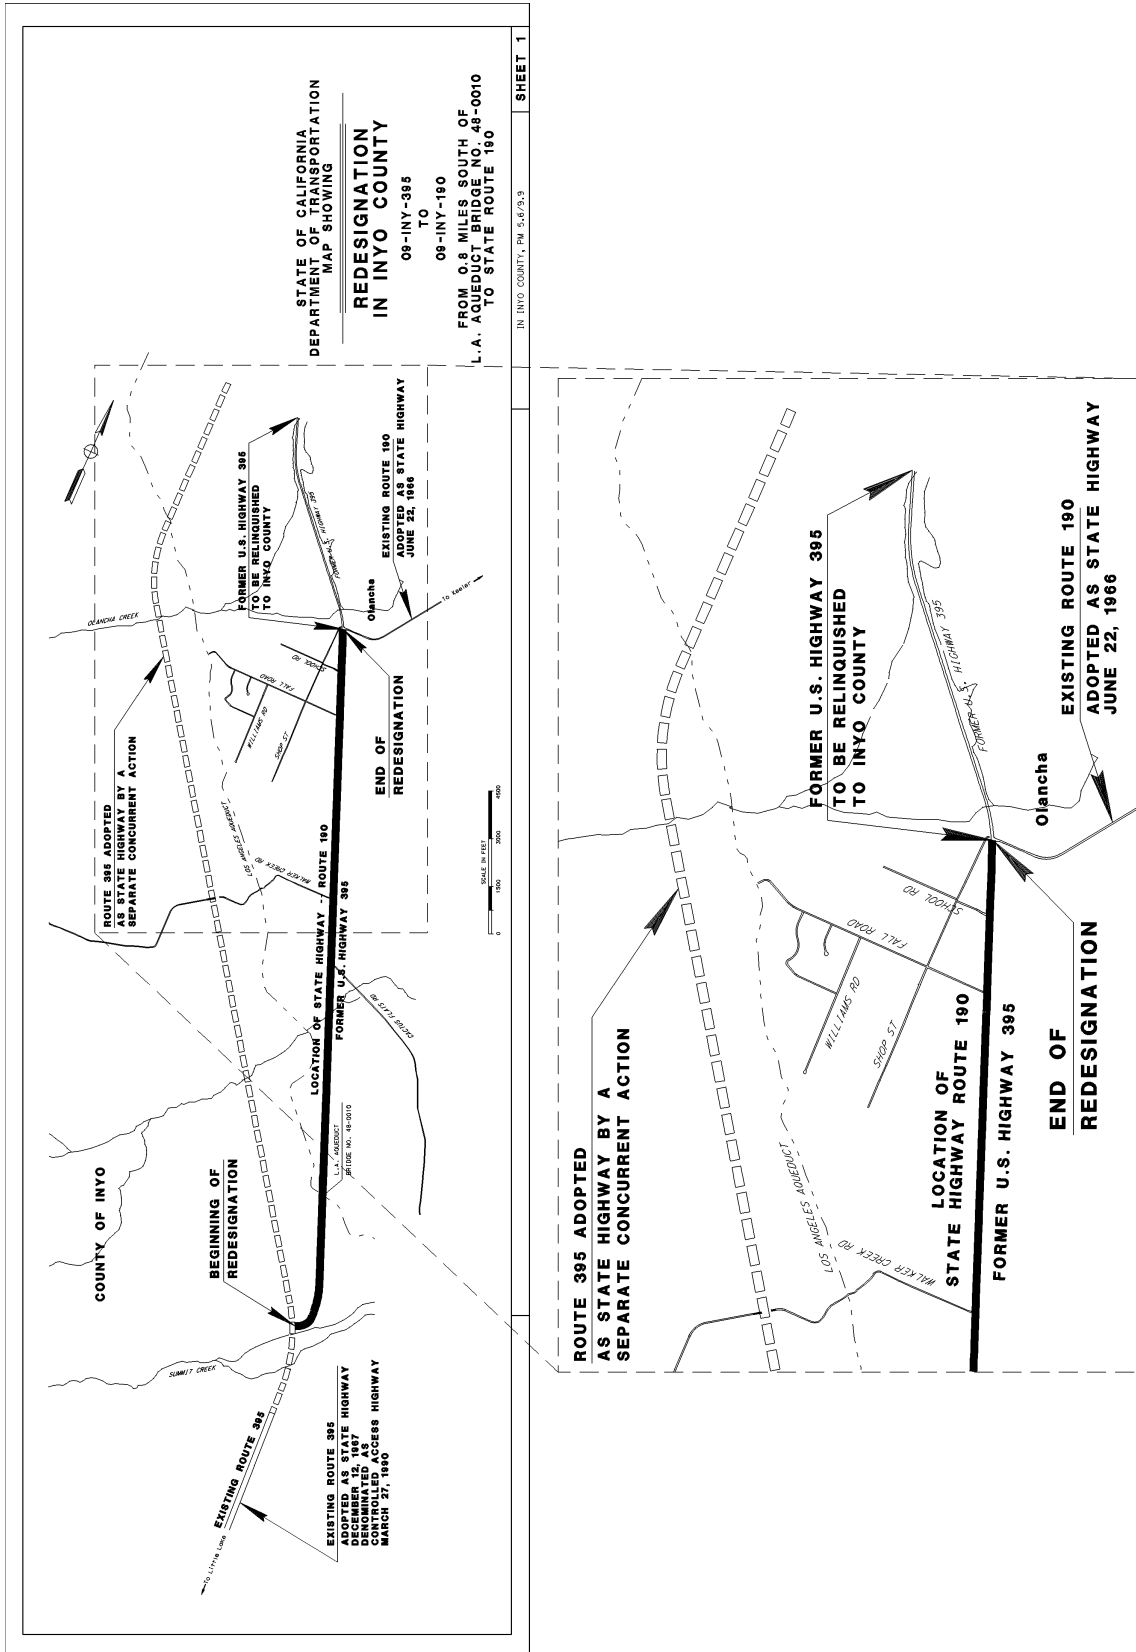 STATE OF CALIFORNIA
DEPARTMENT OF TRANSPORTATION
MAP SHOWING
REDESIGNATION
IN INYO COUNTY
09-INY-395
TO
09-INY-190
FROM 0.8 MILES SOUTH OF
L.A. AQUEDUCT BRIDGE NO. 48-0010
TO STATE ROUTE 190
IN INYO COUNTY, PM 5.6/9.9
SHEET 1
To Little Lake
EXISTING ROUTE 395
EXISTING ROUTE 395
ADOPTED AS STATE HIGHWAY
DECEMBER 12, 1967
DENOMINATED AS
CONTROLLED ACCESS HIGHWAY
MARCH 27, 1990
SUMMIT CREEK
COUNTY OF INYO
BEGINNING OF
REDESIGNATION
L.A. AQUEDUCT
BRIDGE NO. 48-0010
LOCATION OF STATE HIGHWAY - ROUTE 190
FORMER U.S. HIGHWAY 395
CACTUS FLATS RD
WALKER CREEK RD
LOS ANGELES AQUEDUCT
ROUTE 395 ADOPTED
AS STATE HIGHWAY BY A
SEPARATE CONCURRENT ACTION
OLANCHA CREEK
WILLIAMS RD
SHOP ST
FALL ROAD
SCHOOL RD
END OF
REDESIGNATION
FORMER U.S. HIGHWAY 395
TO BE RELINQUISHED
TO INYO COUNTY
FORMER U.S. HIGHWAY 395
Olancha
EXISTING ROUTE 190
ADOPTED AS STATE HIGHWAY
JUNE 22, 1966
To Keeler
SCALE IN FEET
0 1500 3000 4500
ROUTE 395 ADOPTED
AS STATE HIGHWAY BY A
SEPARATE CONCURRENT ACTION
LOS ANGELES AQUEDUCT
WALKER CREEK RD
LOCATION OF
STATE HIGHWAY ROUTE 190
FORMER U.S. HIGHWAY 395
WILLIAMS RD
SHOP ST
FALL ROAD
SCHOOL RD
END OF
REDESIGNATION
FORMER U.S. HIGHWAY 395
TO BE RELINQUISHED
TO INYO COUNTY
FORMER U.S. HIGHWAY 395
Olancha
EXISTING ROUTE 190
ADOPTED AS STATE HIGHWAY
JUNE 22, 1966